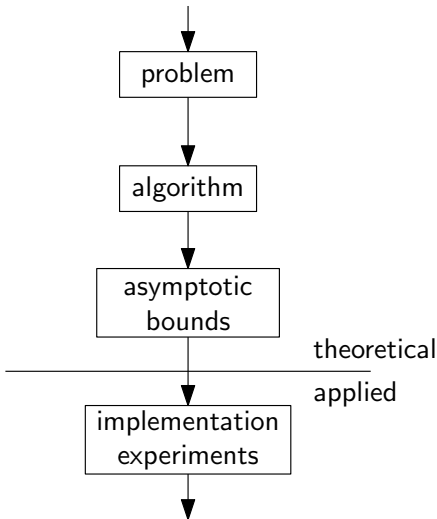 problem
algorithm
asymptotic
bounds
theoretical
applied
implementation
experiments